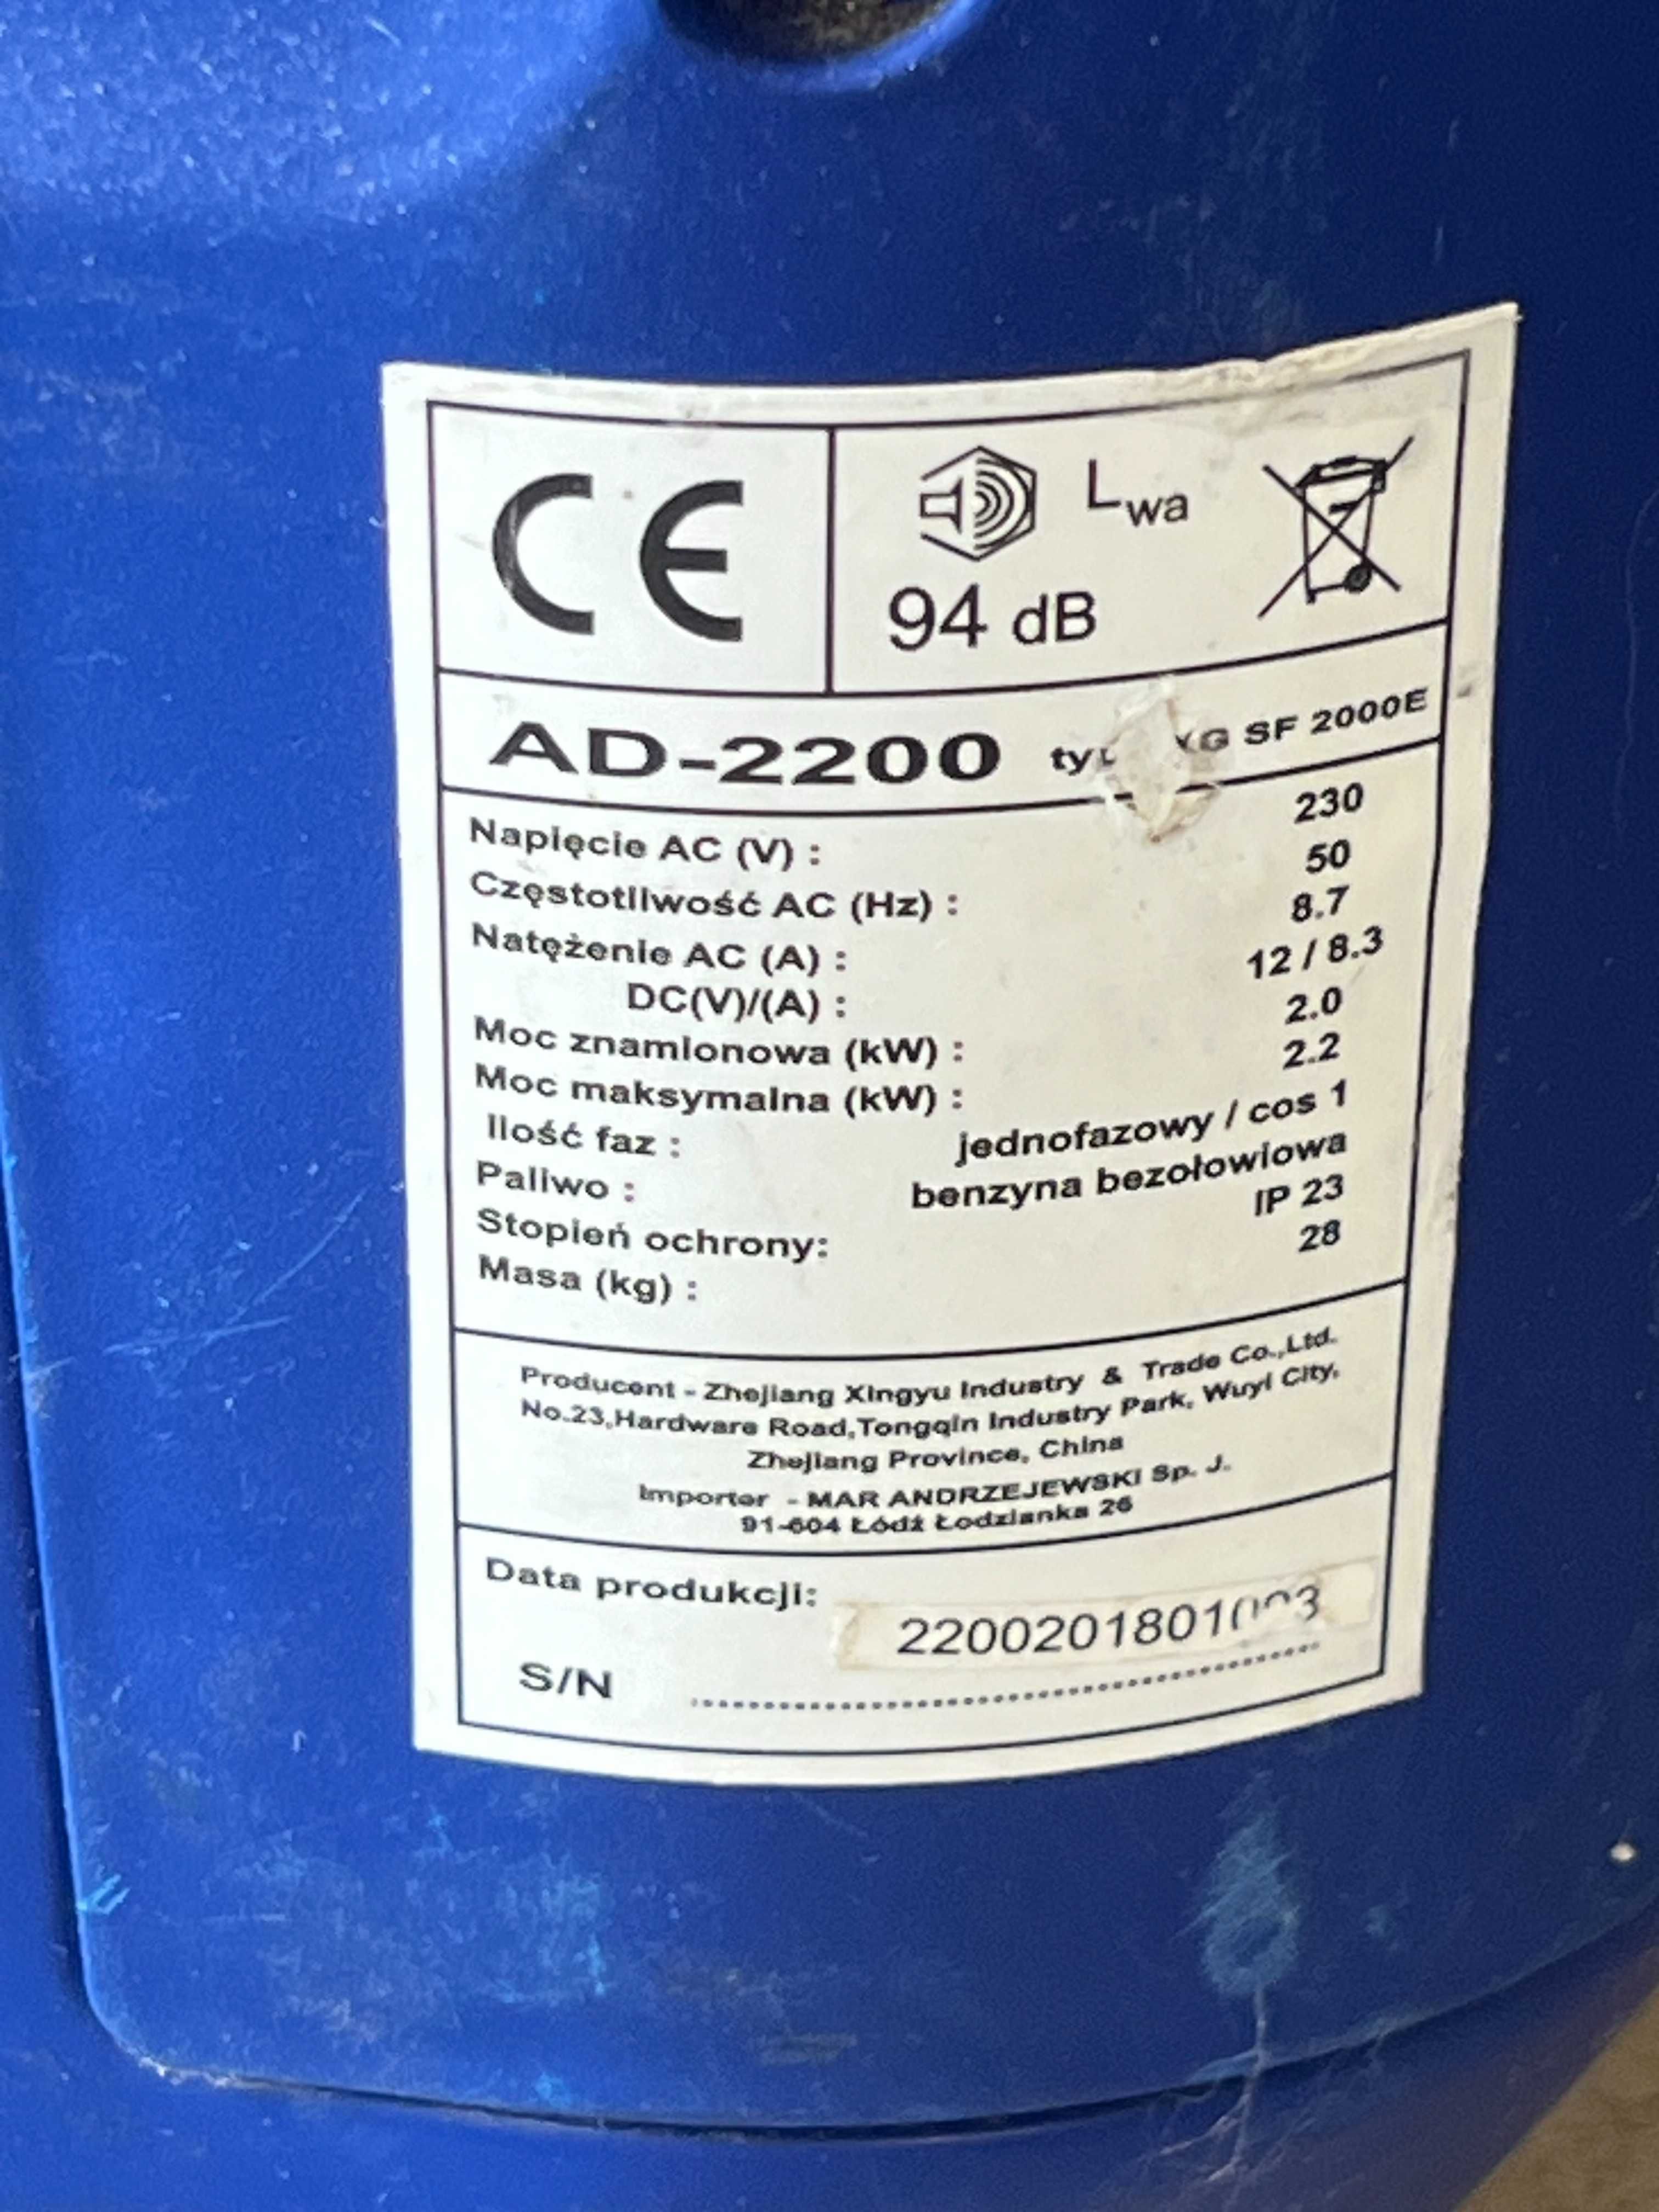 CE
Lwa
94 dB
AD-2200 SF 2000E
Napięcie AC (V) : 230
Częstotliwość AC (Hz) : 50
Natężenie AC (A) : 8.7
DC(V)/(A) : 12 / 8.3
Moc znamionowa (kW) : 2.0
Moc maksymalna (kW) : 2.2
Ilość faz : jednofazowy / cos 1
Paliwo : benzyna bezołowiowa
Stopień ochrony: IP 23
Masa (kg) : 28
Producent - Zhejiang Xingyu Industry & Trade Co.,Ltd.
No.23,Hardware Road,Tongqin Industry Park, Wuyi City,
Zhejiang Province, China
Importer - MAR ANDRZEJEWSKI Sp. J.
91-604 Łódź Łodzianka 26
Data produkcji:
S/N